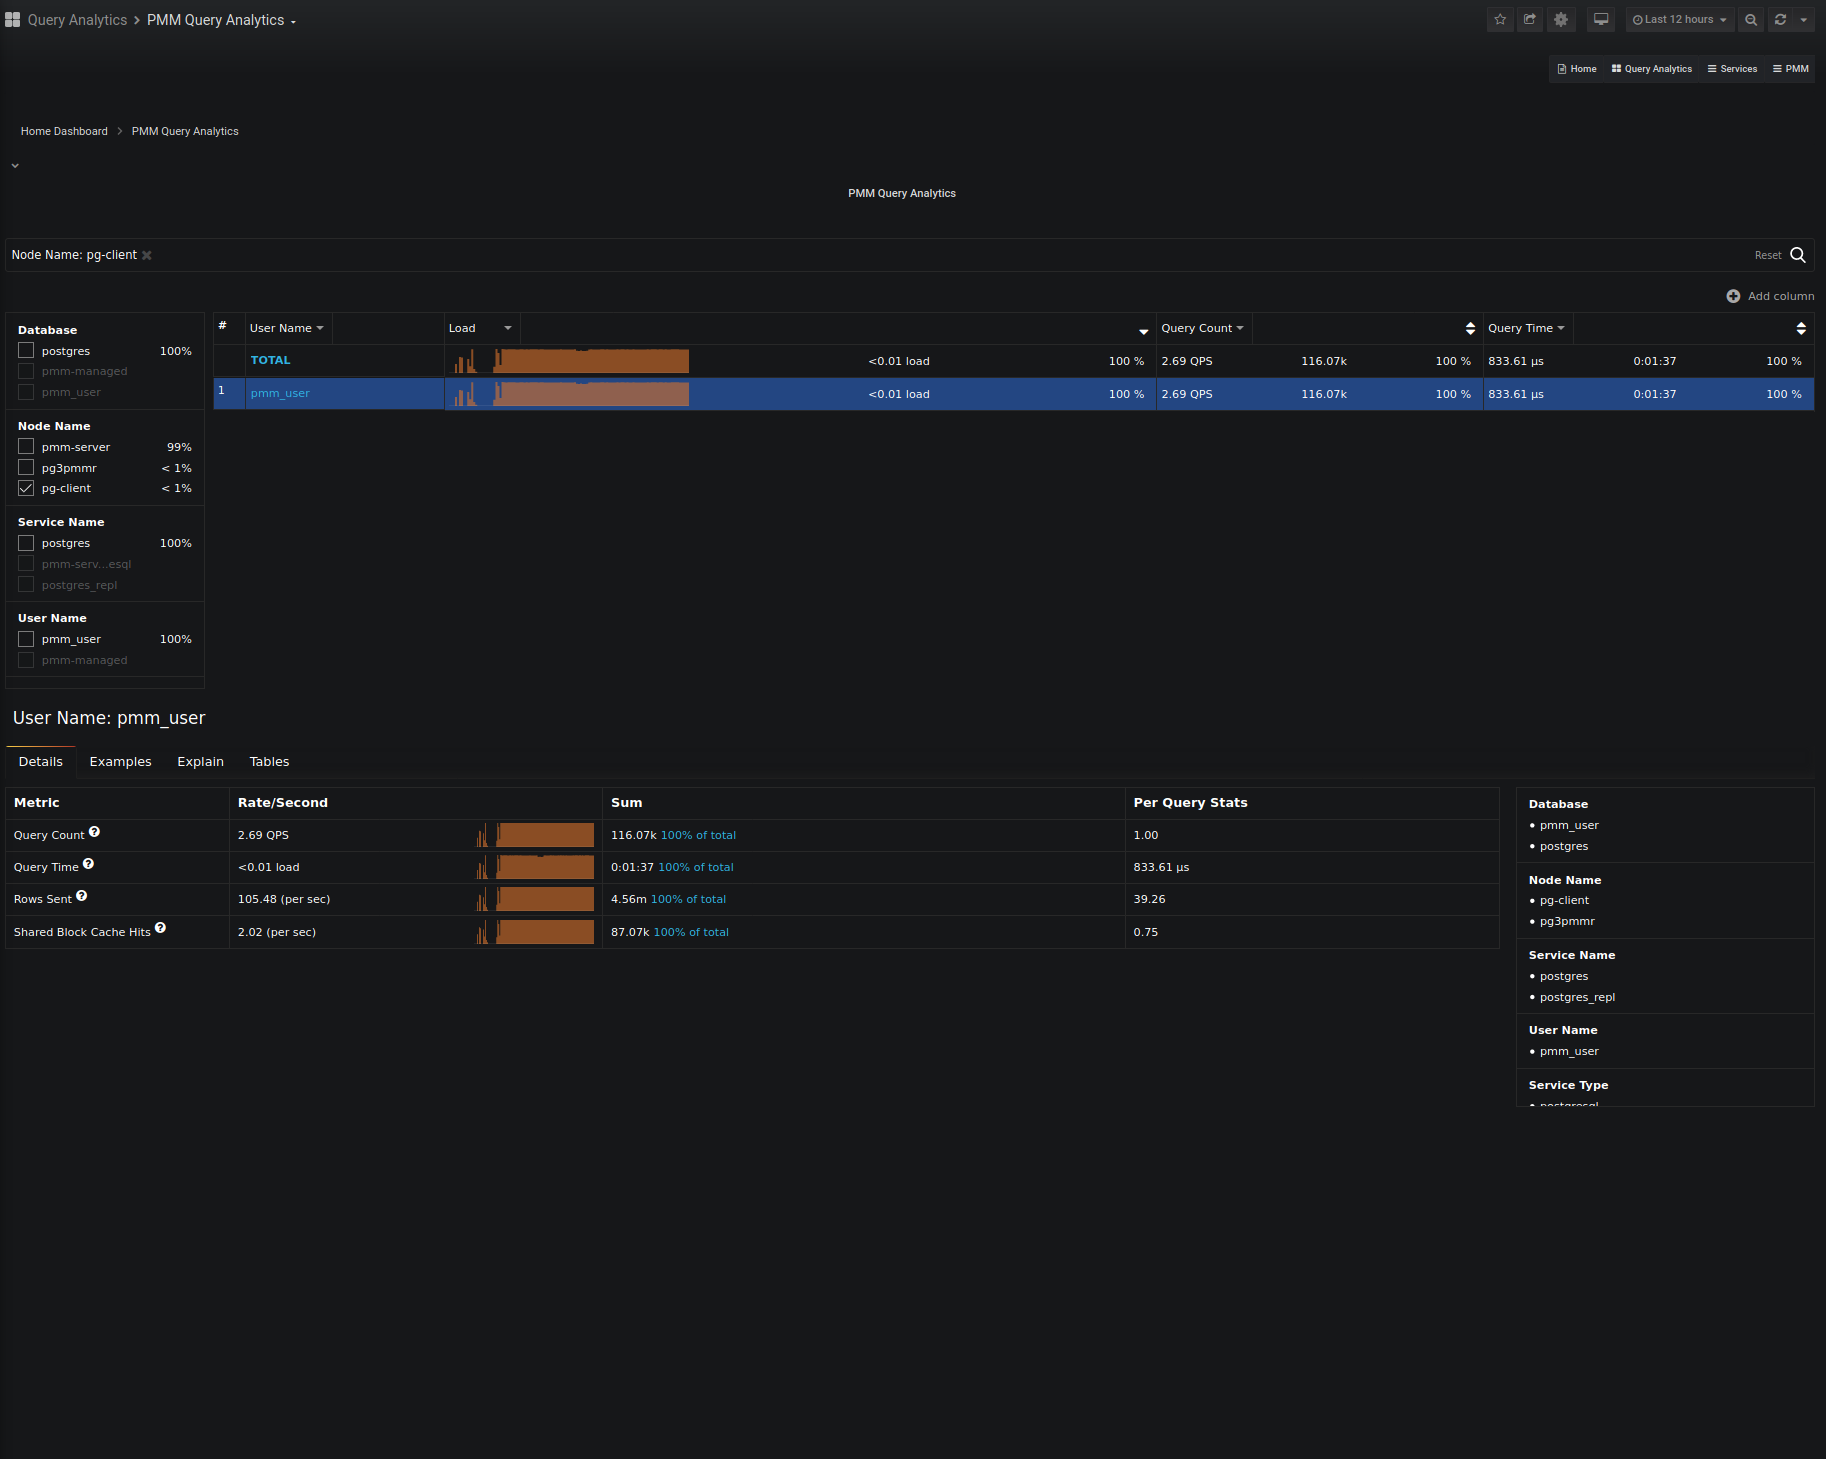 Query Analytics > PMM Query Analytics
Last 12 hours
Home Query Analytics Services PMM
Home Dashboard > PMM Query Analytics
PMM Query Analytics
Node Name: pg-client
Reset
Add column
Database
postgres 100%
pmm-managed
pmm_user
Node Name
pmm-server 99%
pg3pmmr < 1%
pg-client < 1%
Service Name
postgres 100%
pmm-serv...esql
postgres_repl
User Name
pmm_user 100%
pmm-managed
# User Name Load Query Count Query Time
TOTAL <0.01 load 100 % 2.69 QPS 116.07k 100 % 833.61 µs 0:01:37 100 %
1 pmm_user <0.01 load 100 % 2.69 QPS 116.07k 100 % 833.61 µs 0:01:37 100 %
User Name: pmm_user
Details Examples Explain Tables
Metric Rate/Second Sum Per Query Stats
Query Count ? 2.69 QPS 116.07k 100% of total 1.00
Query Time ? <0.01 load 0:01:37 100% of total 833.61 µs
Rows Sent ? 105.48 (per sec) 4.56m 100% of total 39.26
Shared Block Cache Hits ? 2.02 (per sec) 87.07k 100% of total 0.75
Database
• pmm_user
• postgres
Node Name
• pg-client
• pg3pmmr
Service Name
• postgres
• postgres_repl
User Name
• pmm_user
Service Type
• postgresql